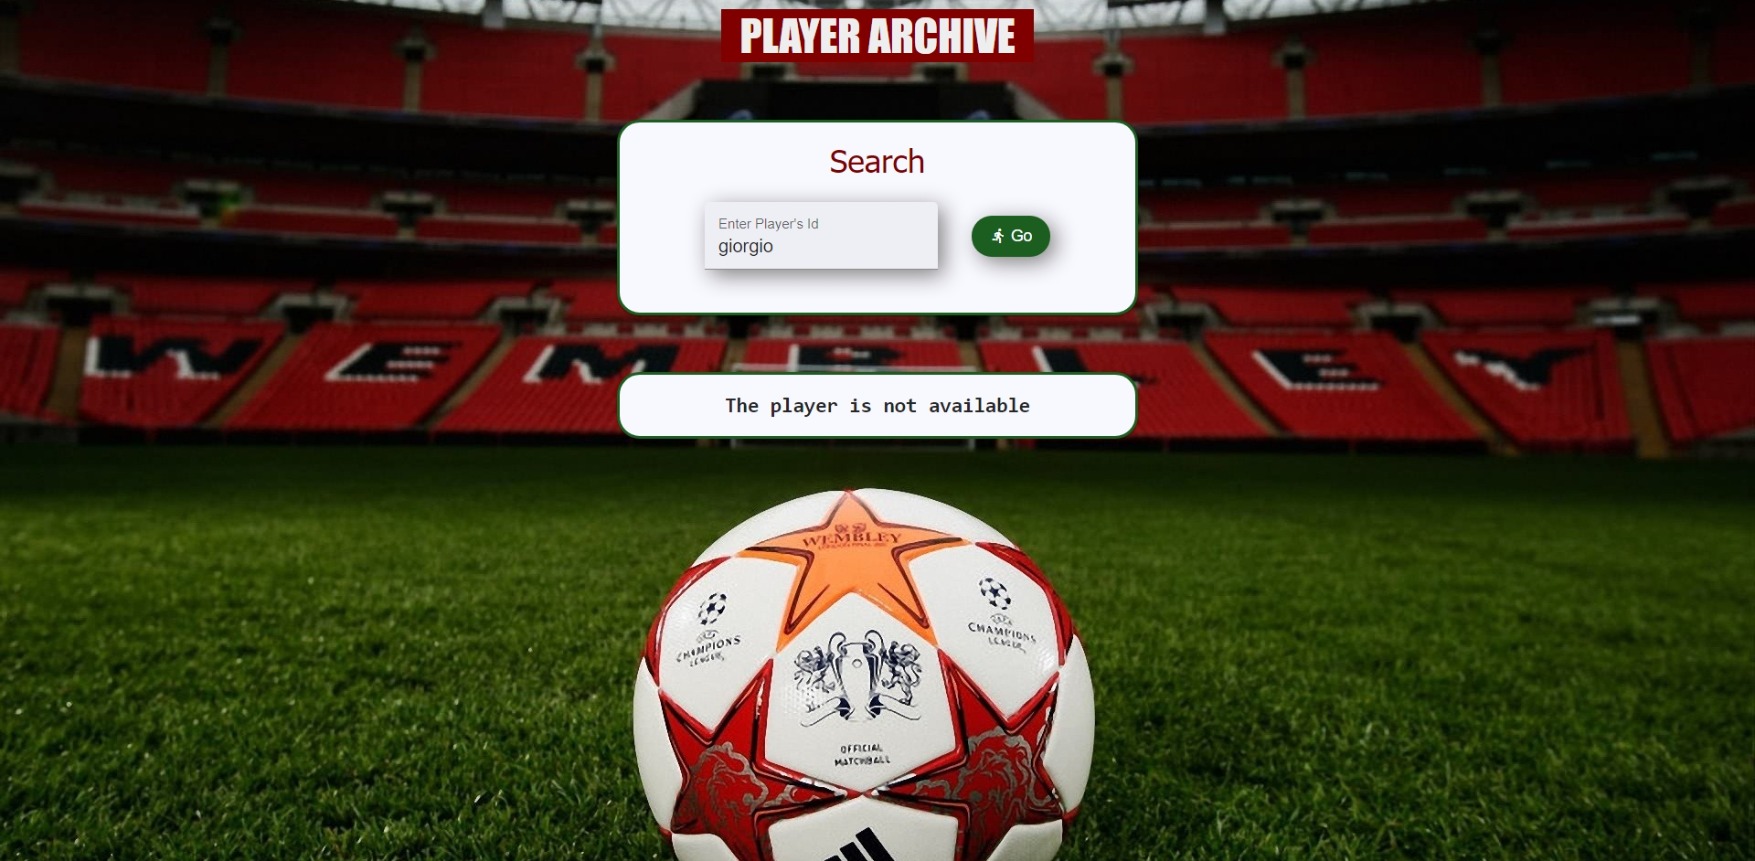 PLAYER ARCHIVE
Search
Enter Player's Id
giorgio
Go
WEMBLEY
The player is not available
WEMBLEY
CHAMPIONS
LEAGUE
CHAMPIONS
LEAGUE
OFFICIAL
MATCHBALL